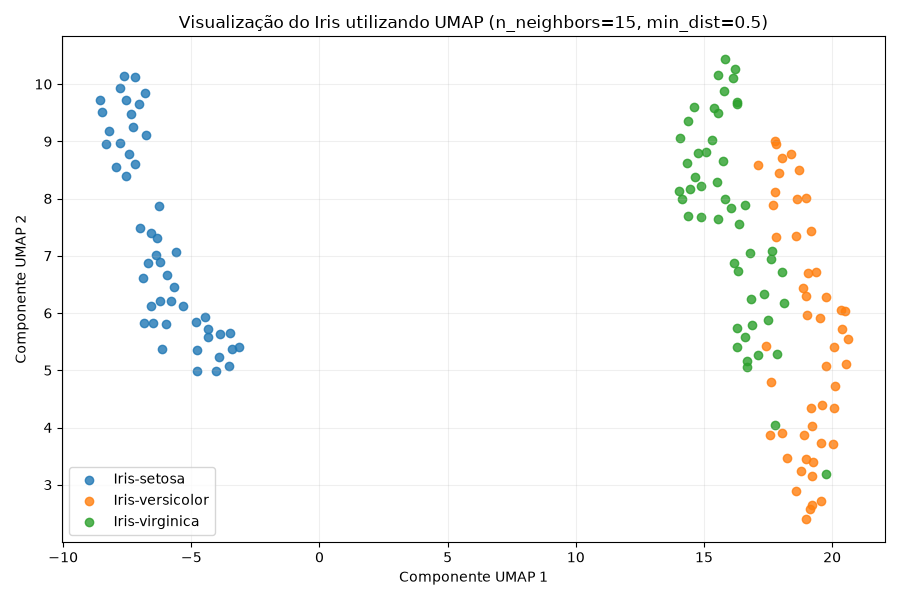 Visualização do Iris utilizando UMAP (n_neighbors=15, min_dist=0.5)
Componente UMAP 2
10
9
8
7
6
5
4
3
Iris-setosa
Iris-versicolor
Iris-virginica
−10 −5 0 5 10 15 20
Componente UMAP 1